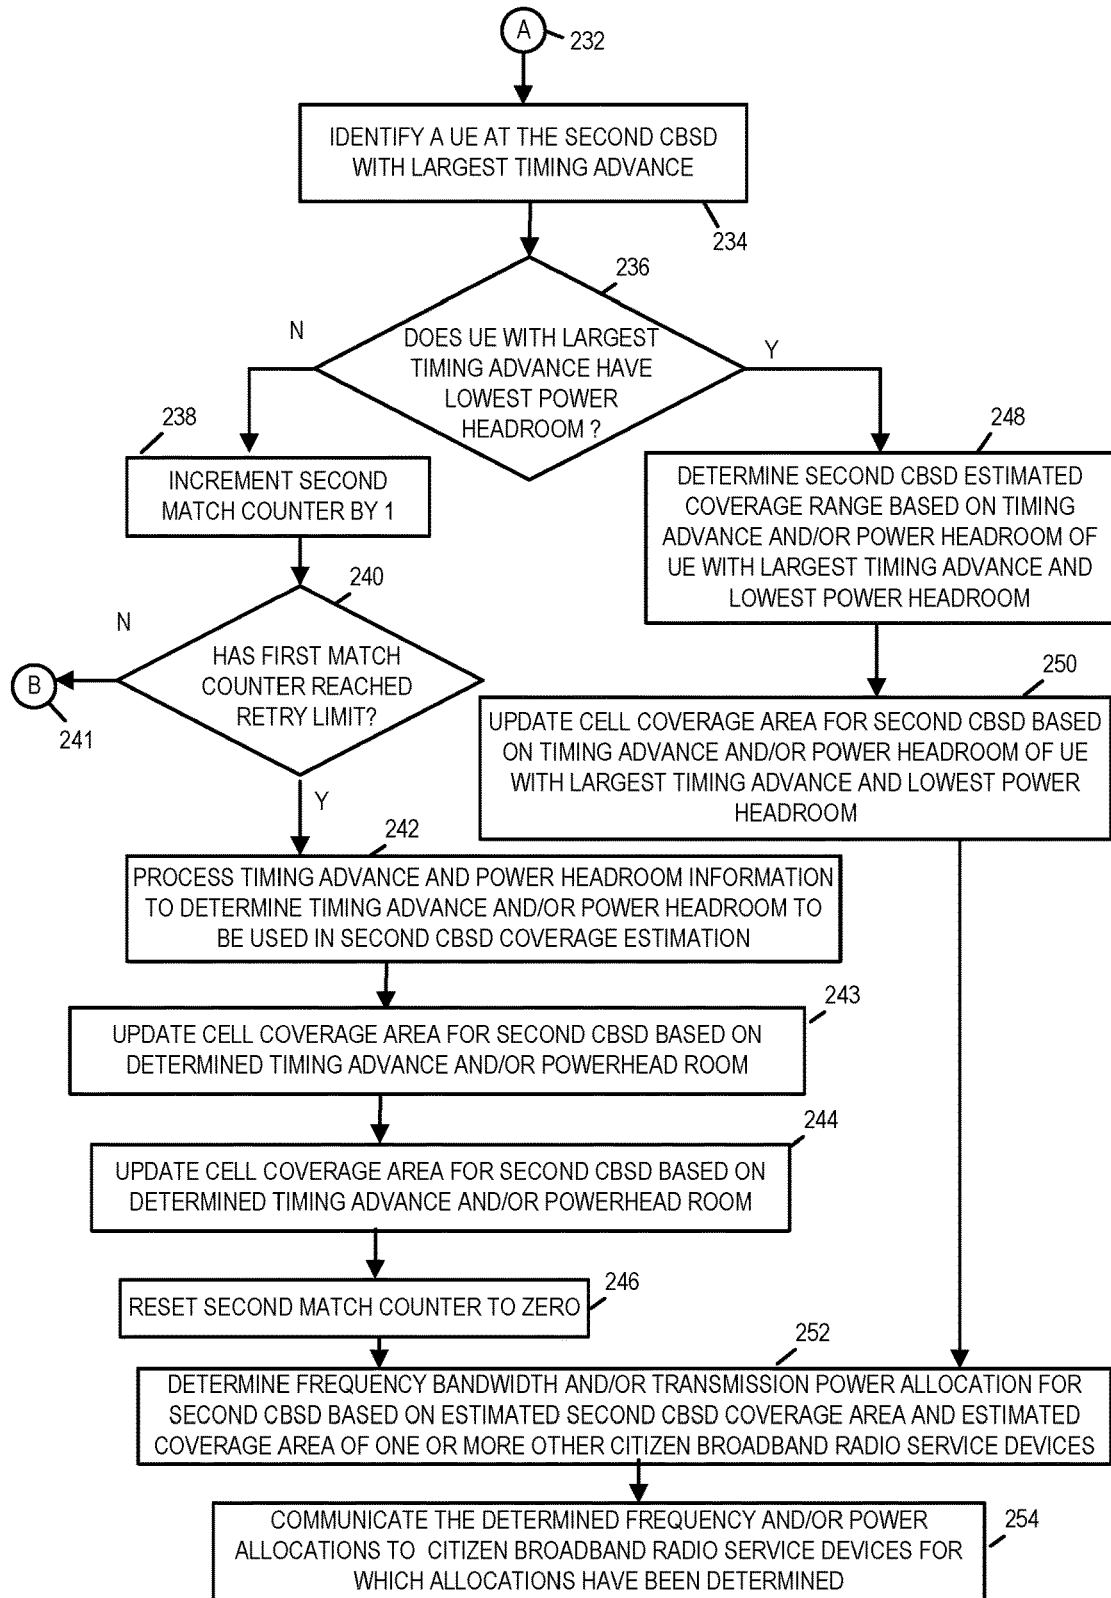 A
232
IDENTIFY A UE AT THE SECOND CBSD
WITH LARGEST TIMING ADVANCE
234
236
DOES UE WITH LARGEST
TIMING ADVANCE HAVE
LOWEST POWER
HEADROOM ?
N
Y
238
INCREMENT SECOND
MATCH COUNTER BY 1
240
HAS FIRST MATCH
COUNTER REACHED
RETRY LIMIT?
N
B
241
Y
248
DETERMINE SECOND CBSD ESTIMATED
COVERAGE RANGE BASED ON TIMING
ADVANCE AND/OR POWER HEADROOM OF
UE WITH LARGEST TIMING ADVANCE AND
LOWEST POWER HEADROOM
250
UPDATE CELL COVERAGE AREA FOR SECOND CBSD BASED
ON TIMING ADVANCE AND/OR POWER HEADROOM OF UE
WITH LARGEST TIMING ADVANCE AND LOWEST POWER
HEADROOM
242
PROCESS TIMING ADVANCE AND POWER HEADROOM INFORMATION
TO DETERMINE TIMING ADVANCE AND/OR POWER HEADROOM TO
BE USED IN SECOND CBSD COVERAGE ESTIMATION
243
UPDATE CELL COVERAGE AREA FOR SECOND CBSD BASED ON
DETERMINED TIMING ADVANCE AND/OR POWERHEAD ROOM
244
UPDATE CELL COVERAGE AREA FOR SECOND CBSD BASED ON
DETERMINED TIMING ADVANCE AND/OR POWERHEAD ROOM
246
RESET SECOND MATCH COUNTER TO ZERO
252
DETERMINE FREQUENCY BANDWIDTH AND/OR TRANSMISSION POWER ALLOCATION FOR
SECOND CBSD BASED ON ESTIMATED SECOND CBSD COVERAGE AREA AND ESTIMATED
COVERAGE AREA OF ONE OR MORE OTHER CITIZEN BROADBAND RADIO SERVICE DEVICES
254
COMMUNICATE THE DETERMINED FREQUENCY AND/OR POWER
ALLOCATIONS TO CITIZEN BROADBAND RADIO SERVICE DEVICES FOR
WHICH ALLOCATIONS HAVE BEEN DETERMINED